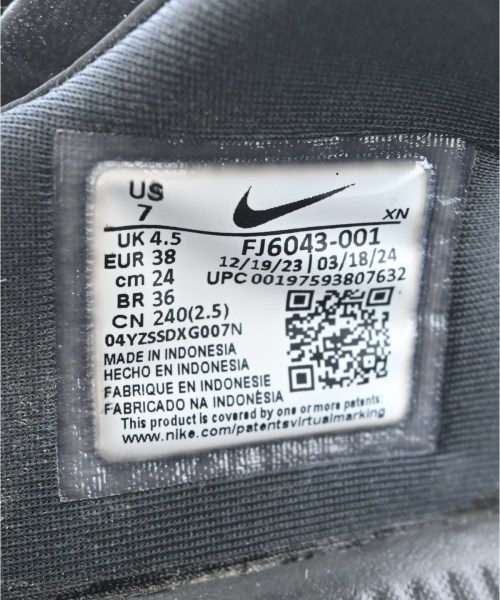 US
7
XN
UK 4.5
FJ6043-001
EUR 38
12/19/23 | 03/18/24
cm 24
UPC 00197593807632
BR 36
CN 240(2.5)
04YZSSDXG007N
MADE IN INDONESIA
HECHO EN INDONESIA
FABRIQUE EN INDONESIE
FABRICADO NA INDONÈSIA
This product is covered by one or more patents:
www.nike.com/patentsvirtualmarking